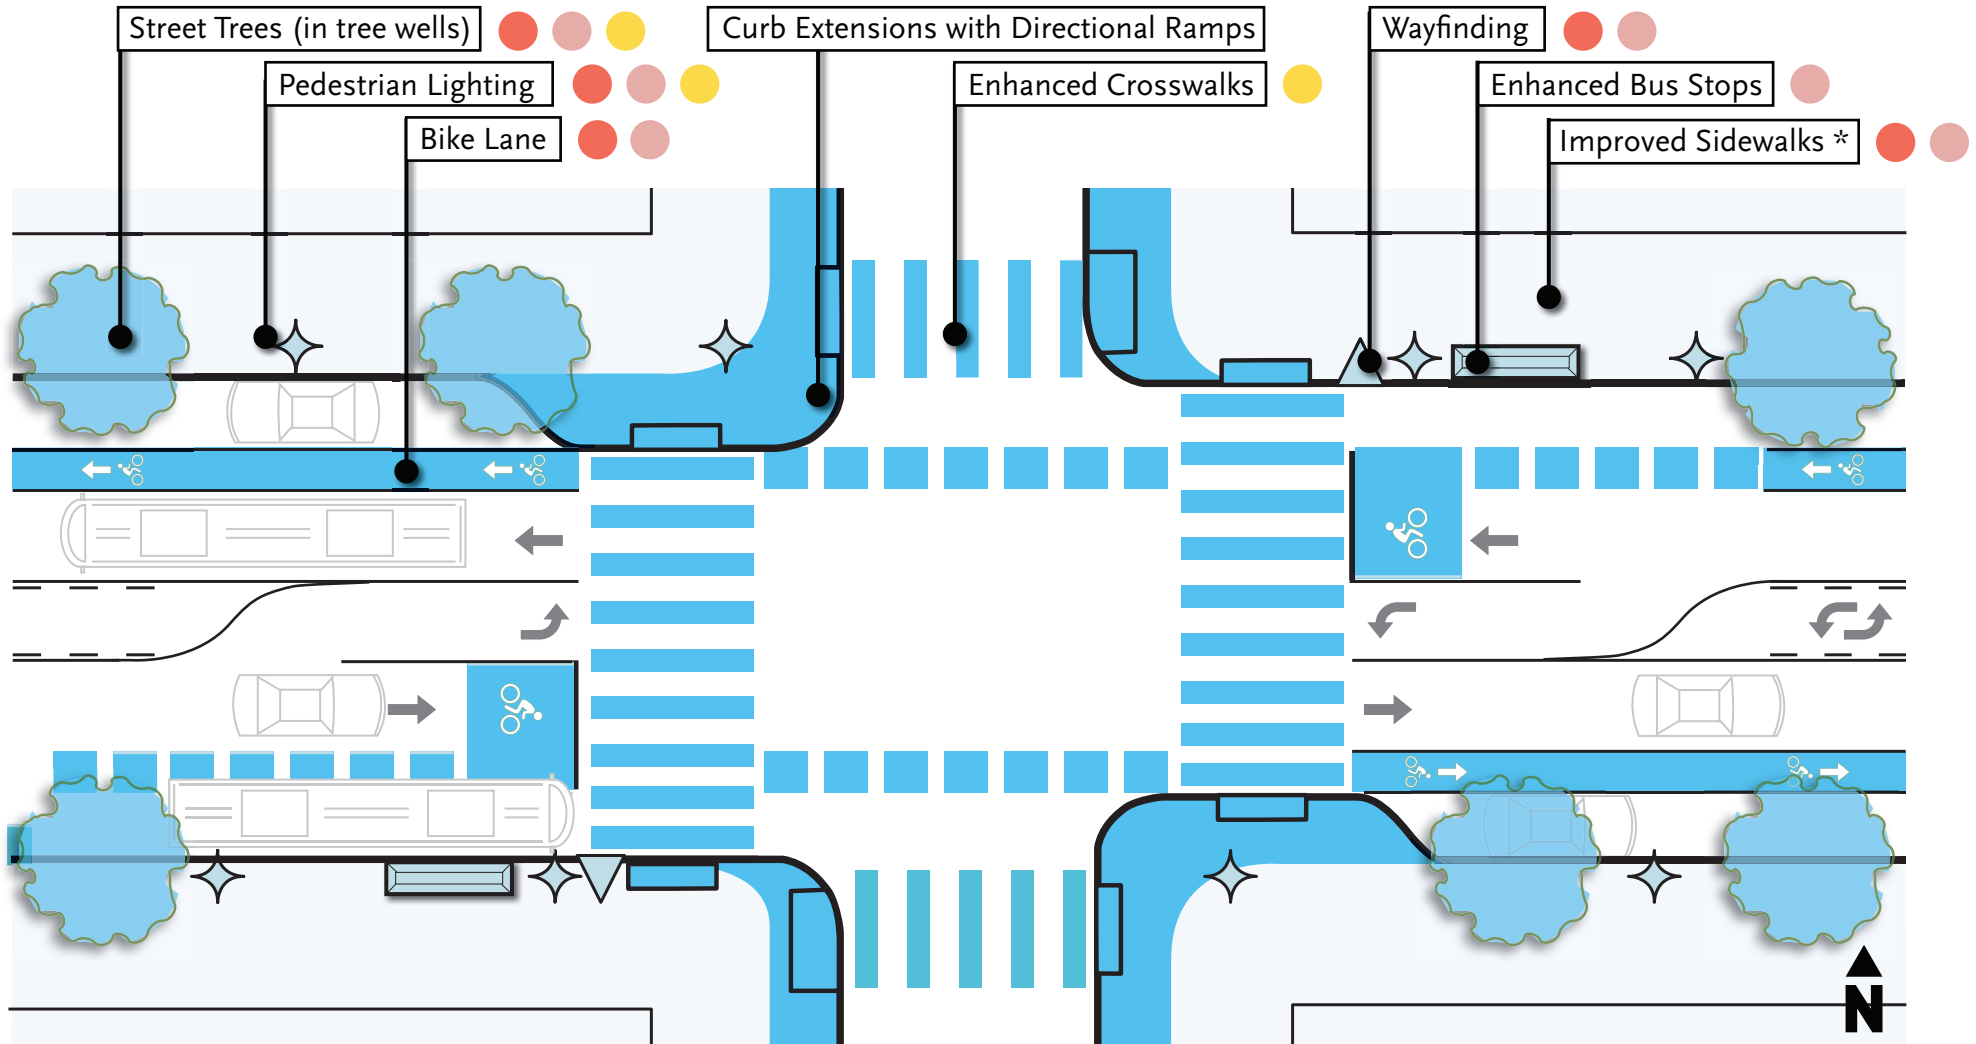 Street Trees (in tree wells)
Curb Extensions with Directional Ramps
Wayfinding
Pedestrian Lighting
Enhanced Crosswalks
Enhanced Bus Stops
Bike Lane
Improved Sidewalks *
N